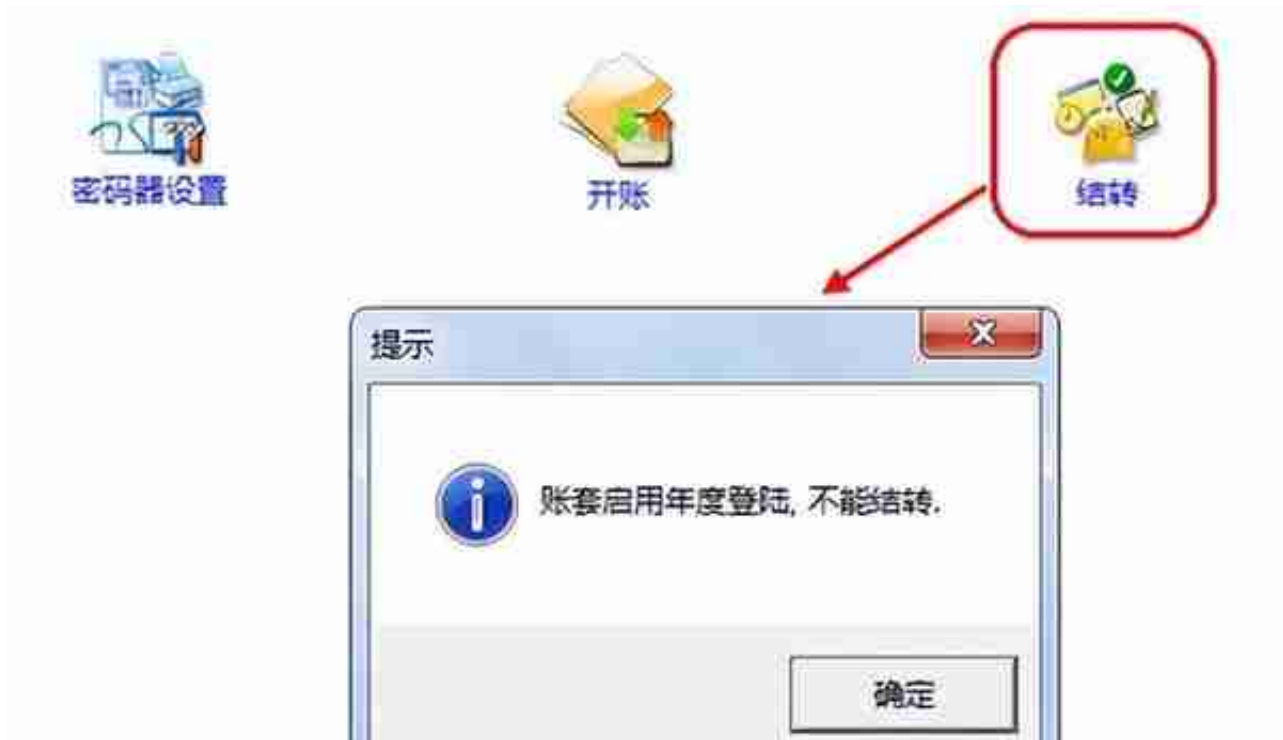 密码器设置
开账
结转
提示
账套启用年度登陆, 不能结转.
确定